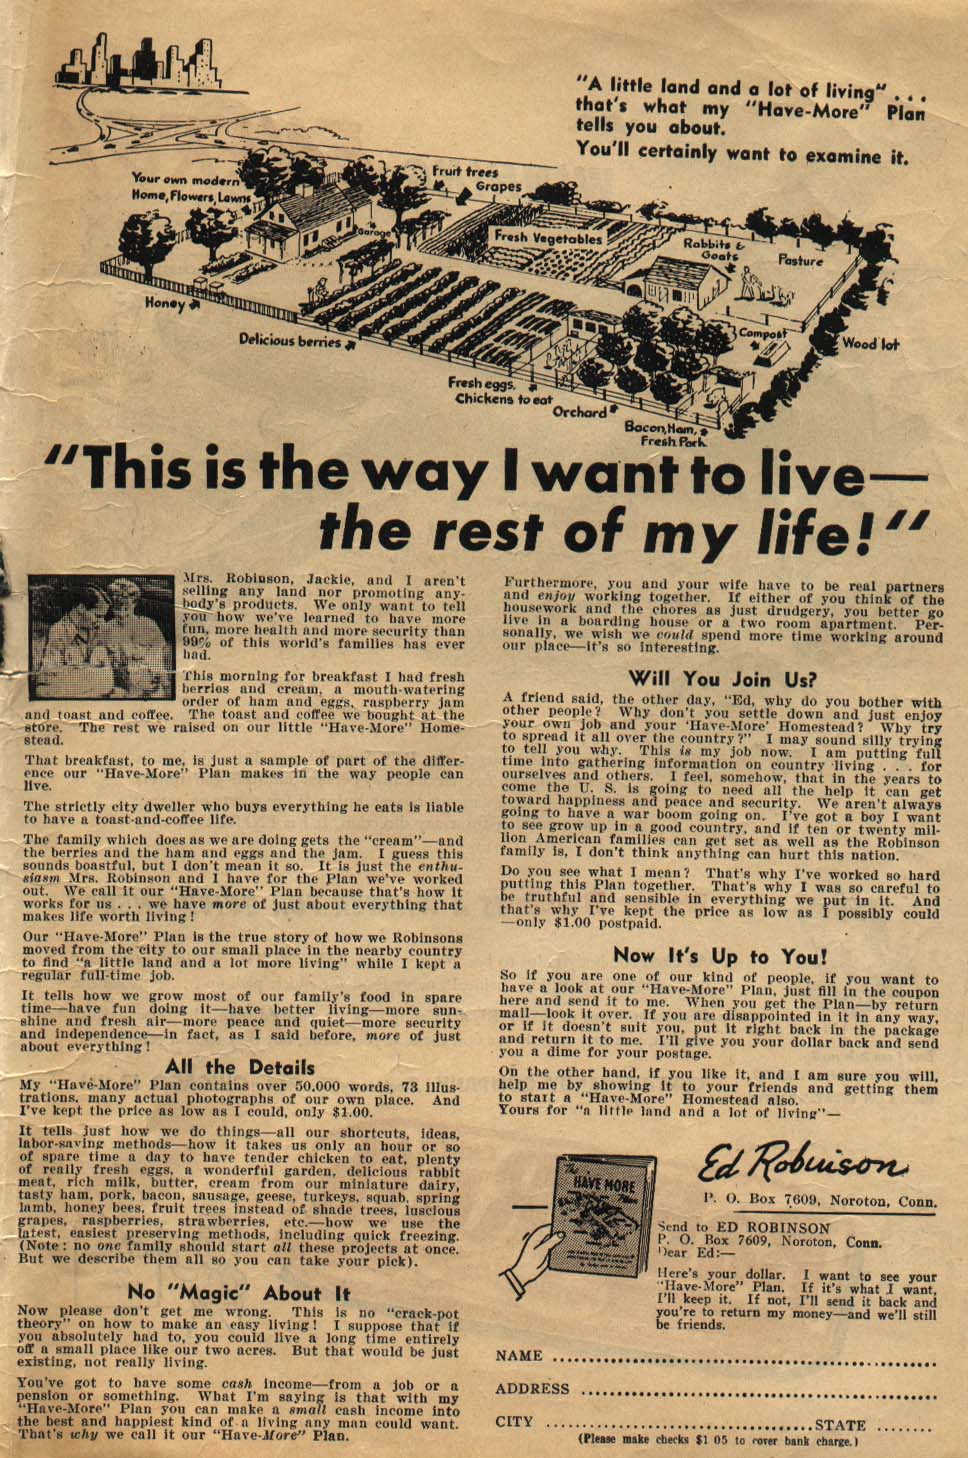 "A little land and a lot of living" . . .
that's what my "Have-More" Plan
tells you about.
You'll certainly want to examine it.
Your own modern
Home, Flowers, Lawns
Garage
Fruit trees
Grapes
Fresh Vegetables
Rabbits &
Goats
Pasture
Honey
Delicious berries
Compost
Wood lot
Fresh eggs,
Chickens to eat
Orchard
Bacon, Ham,
Fresh Pork
"This is the way I want to live—
the rest of my life!"
Mrs. Robinson, Jackie, and I aren't
selling any land nor promoting any-
body's products. We only want to tell
you how we've learned to have more
fun, more health and more security than
99% of this world's families has ever
had.
This morning for breakfast I had fresh
berries and cream, a mouth-watering
order of ham and eggs, raspberry jam
and toast and coffee. The toast and coffee we bought at the
store. The rest we raised on our little "Have-More" Home-
stead.
That breakfast, to me, is just a sample of part of the differ-
ence our "Have-More" Plan makes in the way people can
live.
The strictly city dweller who buys everything he eats is liable
to have a toast-and-coffee life.
The family which does as we are doing gets the "cream"—and
the berries and the ham and eggs and the jam. I guess this
sounds boastful, but I don't mean it so. It is just the enthu-
siasm Mrs. Robinson and I have for the Plan we've worked
out. We call it our "Have-More" Plan because that's how it
works for us . . . we have more of just about everything that
makes life worth living!
Our "Have-More" Plan is the true story of how we Robinsons
moved from the city to our small place in the nearby country
to find "a little land and a lot more living" while I kept a
regular full-time job.
It tells how we grow most of our family's food in spare
time—have fun doing it—have better living—more sun-
shine and fresh air—more peace and quiet—more security
and independence—in fact, as I said before, more of just
about everything!
All the Details
My "Have-More" Plan contains over 50,000 words, 73 illus-
trations, many actual photographs of our own place. And
I've kept the price as low as I could, only $1.00.
It tells just how we do things—all our shortcuts, ideas,
labor-saving methods—how it takes us only an hour or so
of spare time a day to have tender chicken to eat, plenty
of really fresh eggs, a wonderful garden, delicious rabbit
meat, rich milk, butter, cream from our miniature dairy,
tasty ham, pork, bacon, sausage, geese, turkeys, squab, spring
lamb, honey bees, fruit trees instead of shade trees, luscious
grapes, raspberries, strawberries, etc.—how we use the
latest, easiest preserving methods, including quick freezing.
(Note: no one family should start all these projects at once.
But we describe them all so you can take your pick).
No "Magic" About It
Now please don't get me wrong. This is no "crack-pot
theory" on how to make an easy living! I suppose that if
you absolutely had to, you could live a long time entirely
off a small place like our two acres. But that would be just
existing, not really living.
You've got to have some cash income—from a job or a
pension or something. What I'm saying is that with my
"Have-More" Plan you can make a small cash income into
the best and happiest kind of a living any man could want.
That's why we call it our "Have-More" Plan.
Furthermore, you and your wife have to be real partners
and enjoy working together. If either of you think of the
housework and the chores as just drudgery, you better go
live in a boarding house or a two room apartment. Per-
sonally, we wish we could spend more time working around
our place—it's so interesting.
Will You Join Us?
A friend said, the other day, "Ed, why do you bother with
other people? Why don't you settle down and just enjoy
your own job and your 'Have-More' Homestead? Why try
to spread it all over the country?" I may sound silly trying
to tell you why. This is my job now. I am putting full
time into gathering information on country living . . . for
ourselves and others. I feel, somehow, that in the years to
come the U. S. is going to need all the help it can get
toward happiness and peace and security. We aren't always
going to have a war boom going on. I've got a boy I want
to see grow up in a good country, and if ten or twenty mil-
lion American families can get set as well as the Robinson
family is, I don't think anything can hurt this nation.
Do you see what I mean? That's why I've worked so hard
putting this Plan together. That's why I was so careful to
be truthful and sensible in everything we put in it. And
that's why I've kept the price as low as I possibly could
—only $1.00 postpaid.
Now It's Up to You!
So if you are one of our kind of people, if you want to
have a look at our "Have-More" Plan, just fill in the coupon
here and send it to me. When you get the Plan—by return
mail—look it over. If you are disappointed in it in any way,
or if it doesn't suit you, put it right back in the package
and return it to me. I'll give you your dollar back and send
you a dime for your postage.
On the other hand, if you like it, and I am sure you will,
help me by showing it to your friends and getting them
to start a "Have-More" Homestead also.
Yours for "a little land and a lot of living"—
Ed Robinson
P. O. Box 7609, Noroton, Conn.
The
HAVE MORE
Plan
Send to ED ROBINSON
P. O. Box 7609, Noroton, Conn.
Dear Ed:—
Here's your dollar. I want to see your
"Have-More" Plan. If it's what I want,
I'll keep it. If not, I'll send it back and
you're to return my money—and we'll still
be friends.
NAME
ADDRESS
CITY STATE
(Please make checks $1 05 to cover bank charge.)